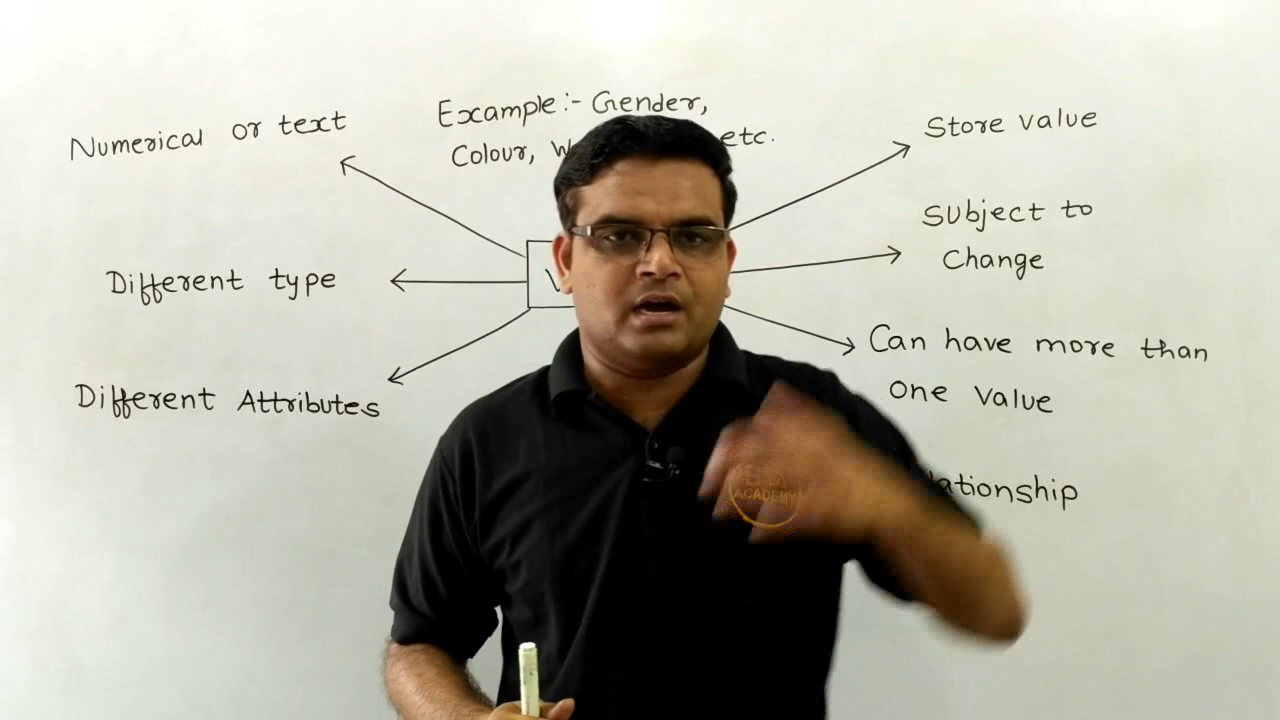 Example:- Gender,
Colour, etc.
Numerical or text
Different type
Different Attributes
Store value
Subject to
Change
Can have more than
One value
ACADEMY